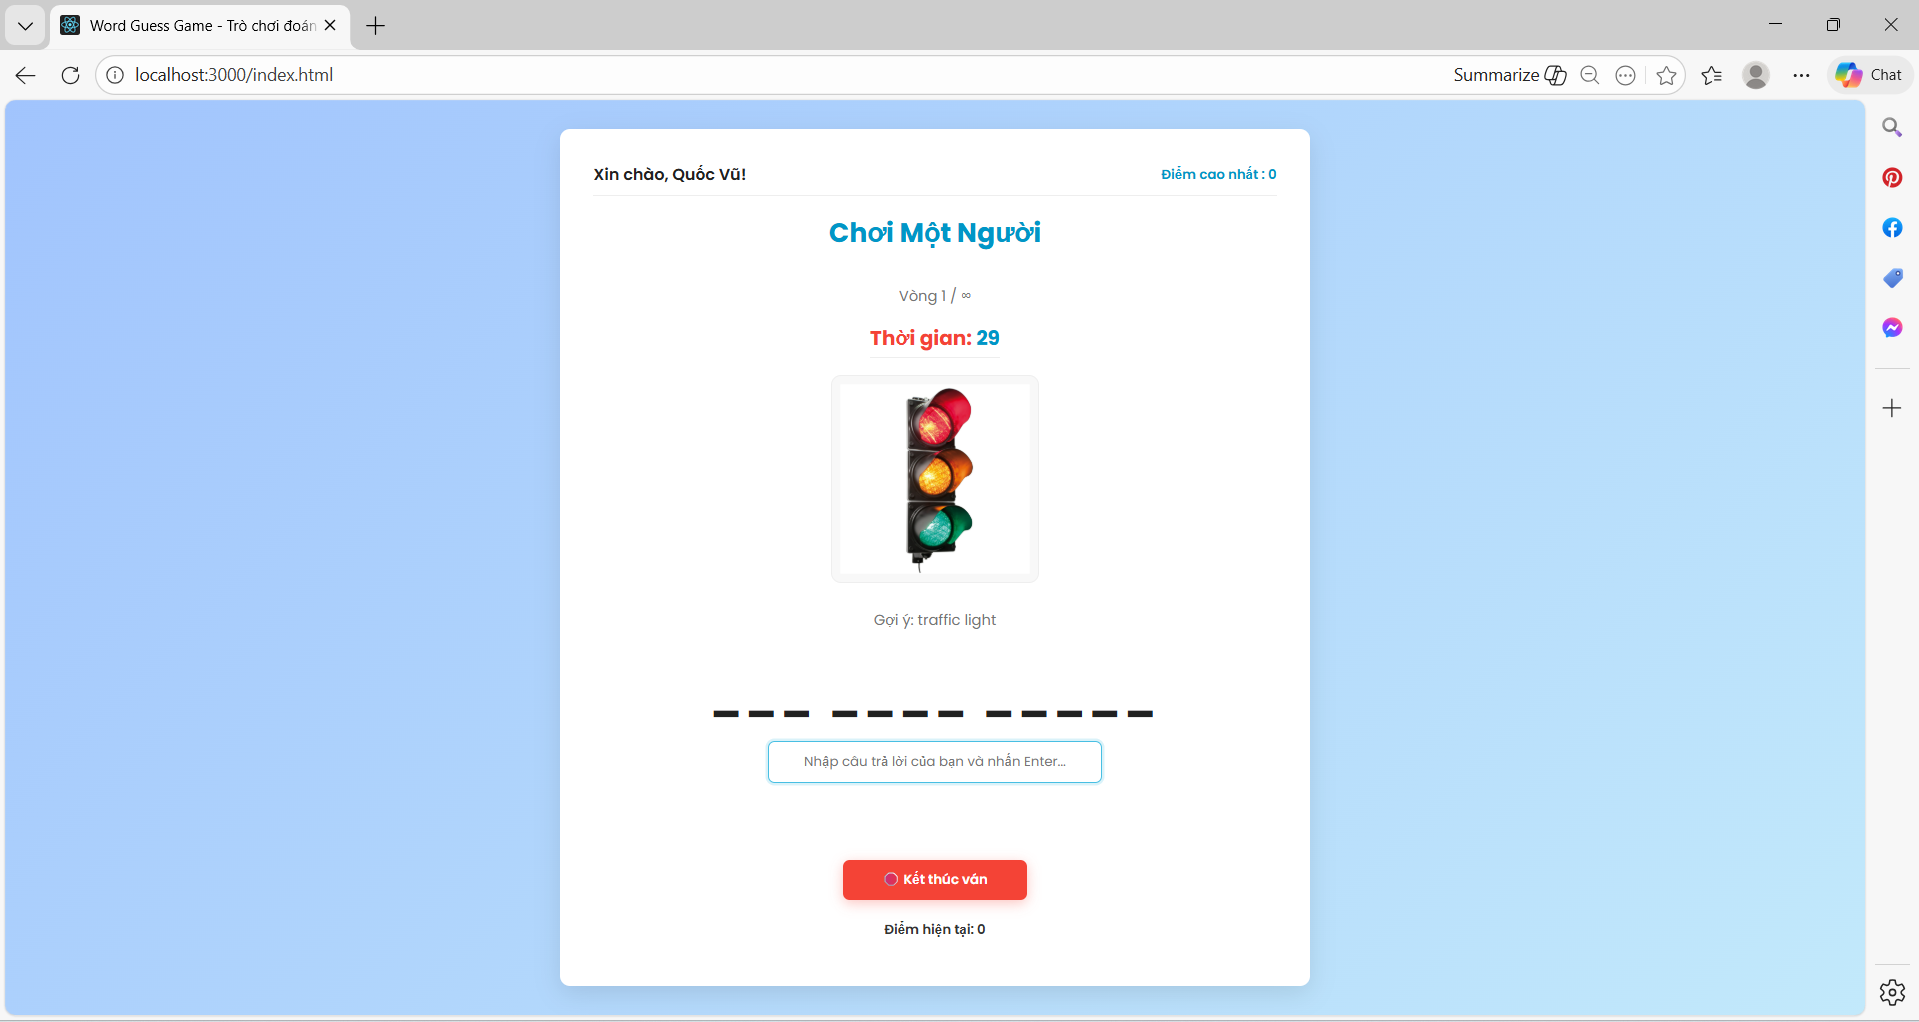 Word Guess Game - Trò chơi đoán
localhost:3000/index.html
Summarize
Chat
Xin chào, Quốc Vũ!
Điểm cao nhất : 0
Chơi Một Người
Vòng 1 / ∞
Thời gian: 29
Gợi ý: traffic light
_ _ _  _ _ _ _  _ _ _ _ _
Nhập câu trả lời của bạn và nhấn Enter...
Kết thúc ván
Điểm hiện tại: 0